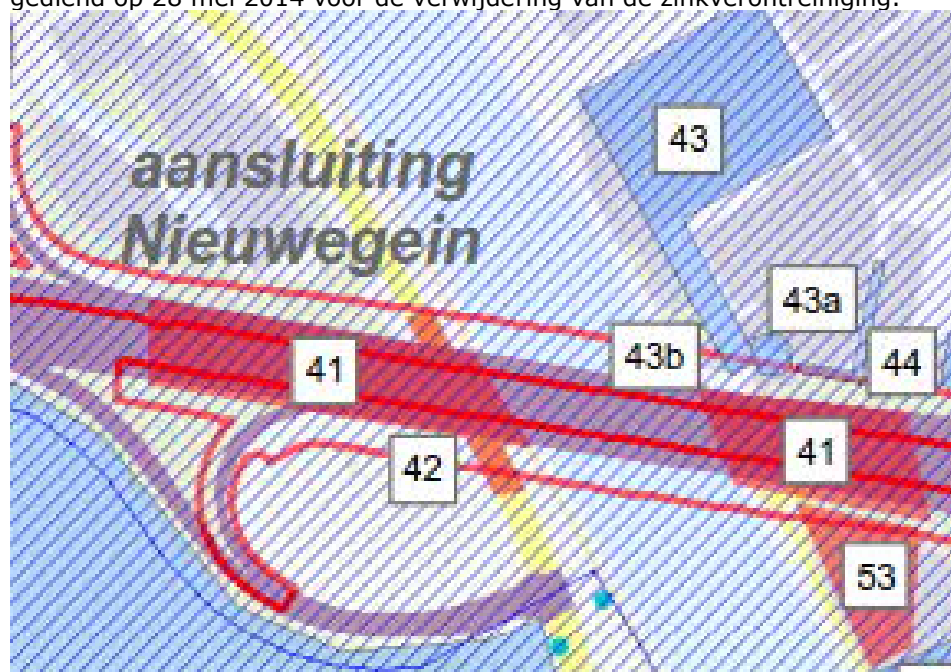 gediend op 28 mei 2014 voor de verwijdering van de zinkverontreiniging.
43
aansluiting
Nieuwegein
43a
43b
44
41
41
42
53